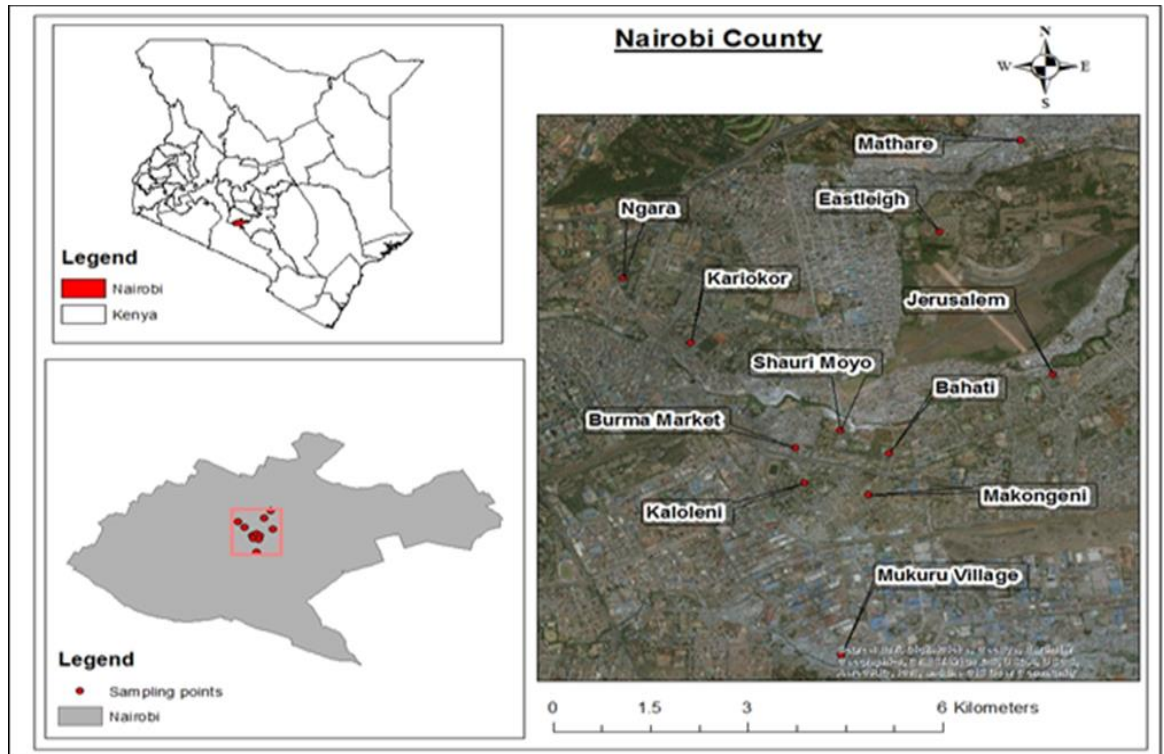 Nairobi County
N
W E
S
Legend
Nairobi
Kenya
Legend
Sampling points
Nairobi
Mathare
Eastleigh
Ngara
Kariokor
Jerusalem
Shauri Moyo
Bahati
Burma Market
Kaloleni
Makongeni
Mukuru Village
0 1.5 3 6 Kilometers